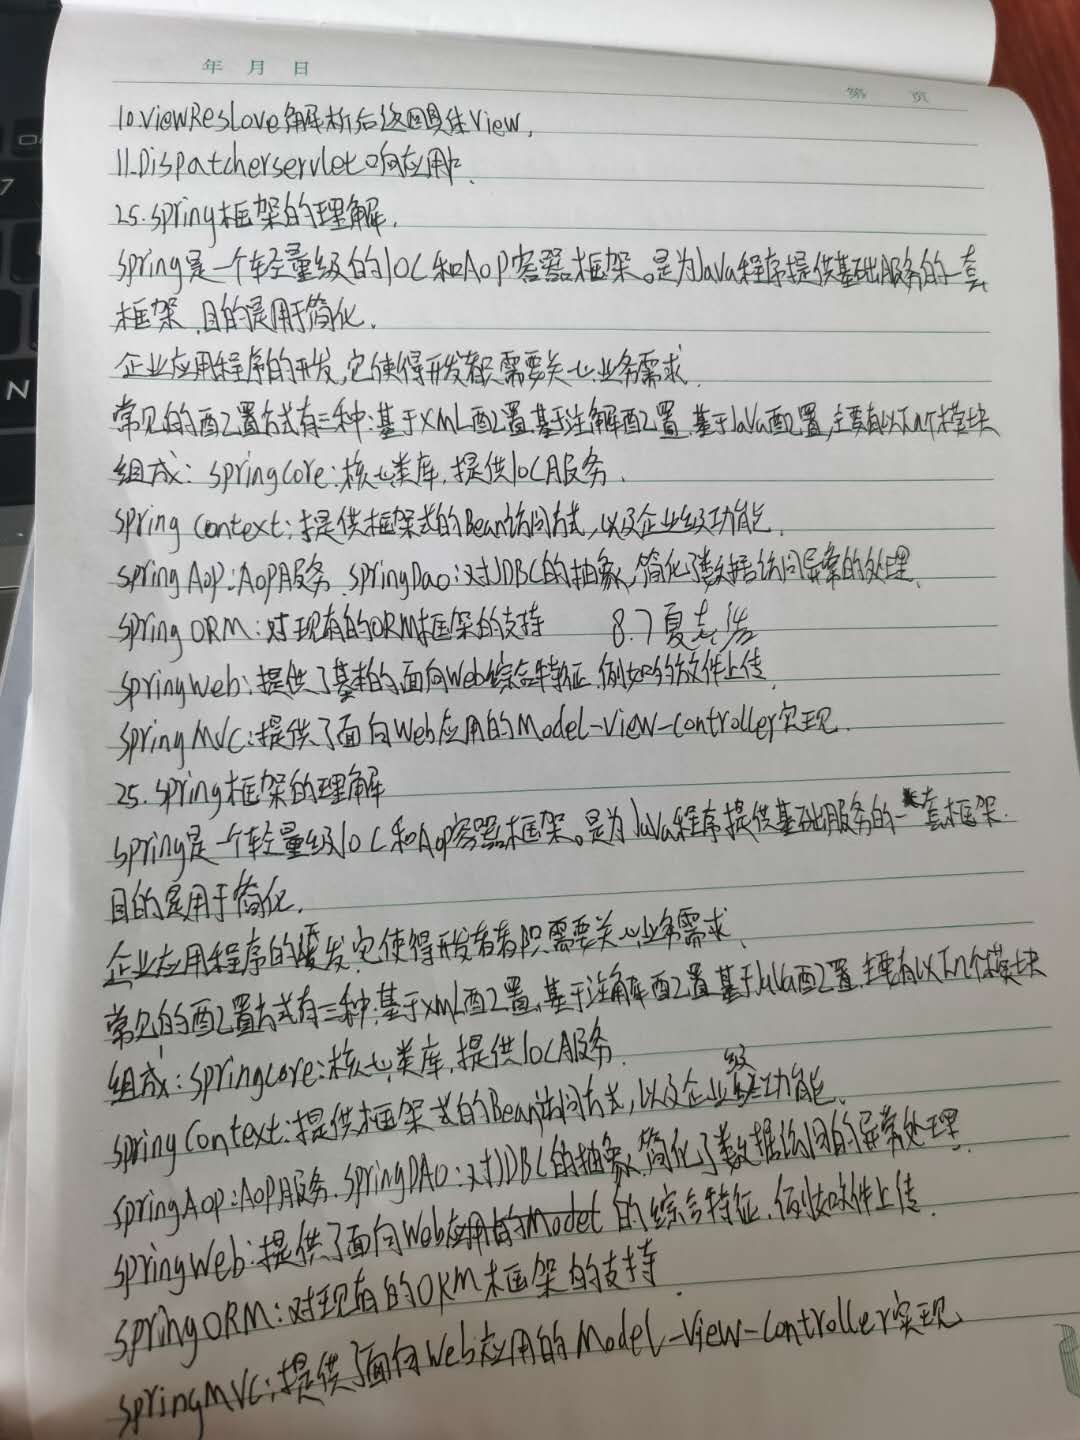 年 月 日
第 页
10.viewResLove解析后返回具体view,
11.Dispatcherservlet响应用户.
25.spring框架的理解.
spring是一个轻量级的IOC和AOP容器框架。是为Java程序提供基础服务的一套
框架,目的是用于简化.
企业应用程序的开发,它使得开发者只需要关心业务需求.
常见的配置方式有三种:基于XML配置.基于注解配置.基于Java配置,主要有以下几个模块
组成: springCore:核心类库,提供IOC服务.
spring Context:提供框架式的Bean访问方式,以及企业级功能.
spring AOP:AOP服务.springDao:对JDBC的抽象,简化了数据访问异常的处理.
spring ORM:对现有的ORM框架的支持 8.7夏志浩
springWeb:提供了基本的面向Web综合特征,例如多文件上传.
spring MVC:提供了面向Web应用的Model-View-Controller实现.
25.spring框架的理解
spring是一个轻量级IOC和AOP容器框架。是为Java程序提供基础服务的一套框架.
目的是用于简化.
企业应用程序的发,它使得开发者者只需要关心业务需求.
常见的配置方式有三种:基于xml配置.基于注解配置.基于Java配置.主要有以下几个模块
组成:springcore:核心类库,提供IOC服务.
spring Context:提供框架式的Bean访问方式,以及企业级功能.
springAop:AOP服务.springDAO:对JDBC的抽象,简化了数据访问的异常处理.
springWeb:提供了面向Web应用的Model的综合特征,例如文件上传.
springORM:对现有的ORM框架的支持.
springMVC:提供了面向Web应用的Model-View-Controller实现